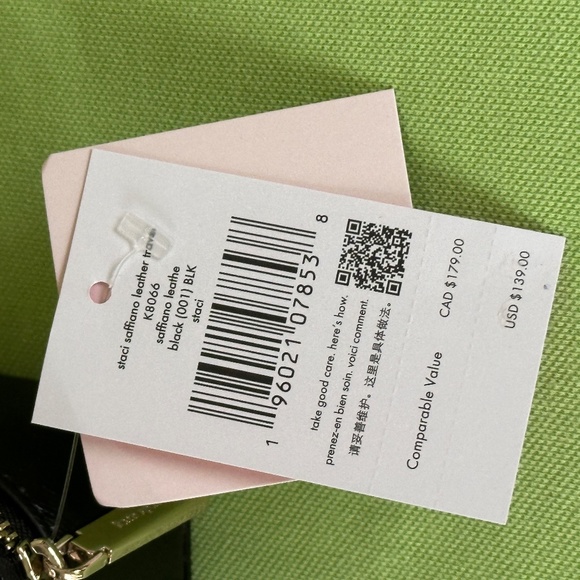 staci saffiano leather travel
K8066
saffiano leathe
black (001) BLK
staci
1 96021 07853 8
take good care. here's how.
prenez-en bien soin. voici comment.
请妥善维护。这里是具体做法。
Comparable Value
CAD $179.00
USD $139.00